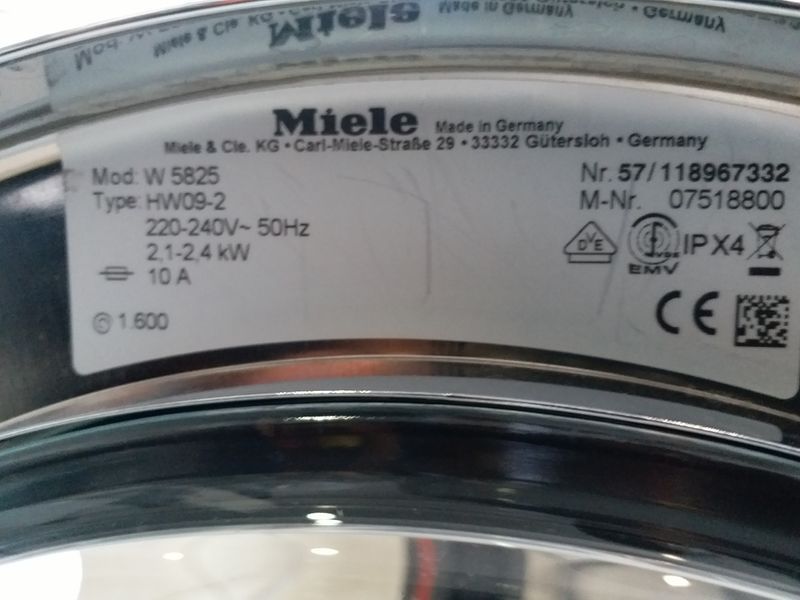 Miele Made in Germany
Miele & Cie. KG • Carl-Miele-Straße 29 • 33332 Gütersloh • Germany
Mod: W 5825
Type: HW09-2
220-240V~ 50Hz
2,1-2,4 kW
10 A
1.600
Nr. 57/118967332
M-Nr. 07518800
DVE
VDE
EMV
IPX4
CE